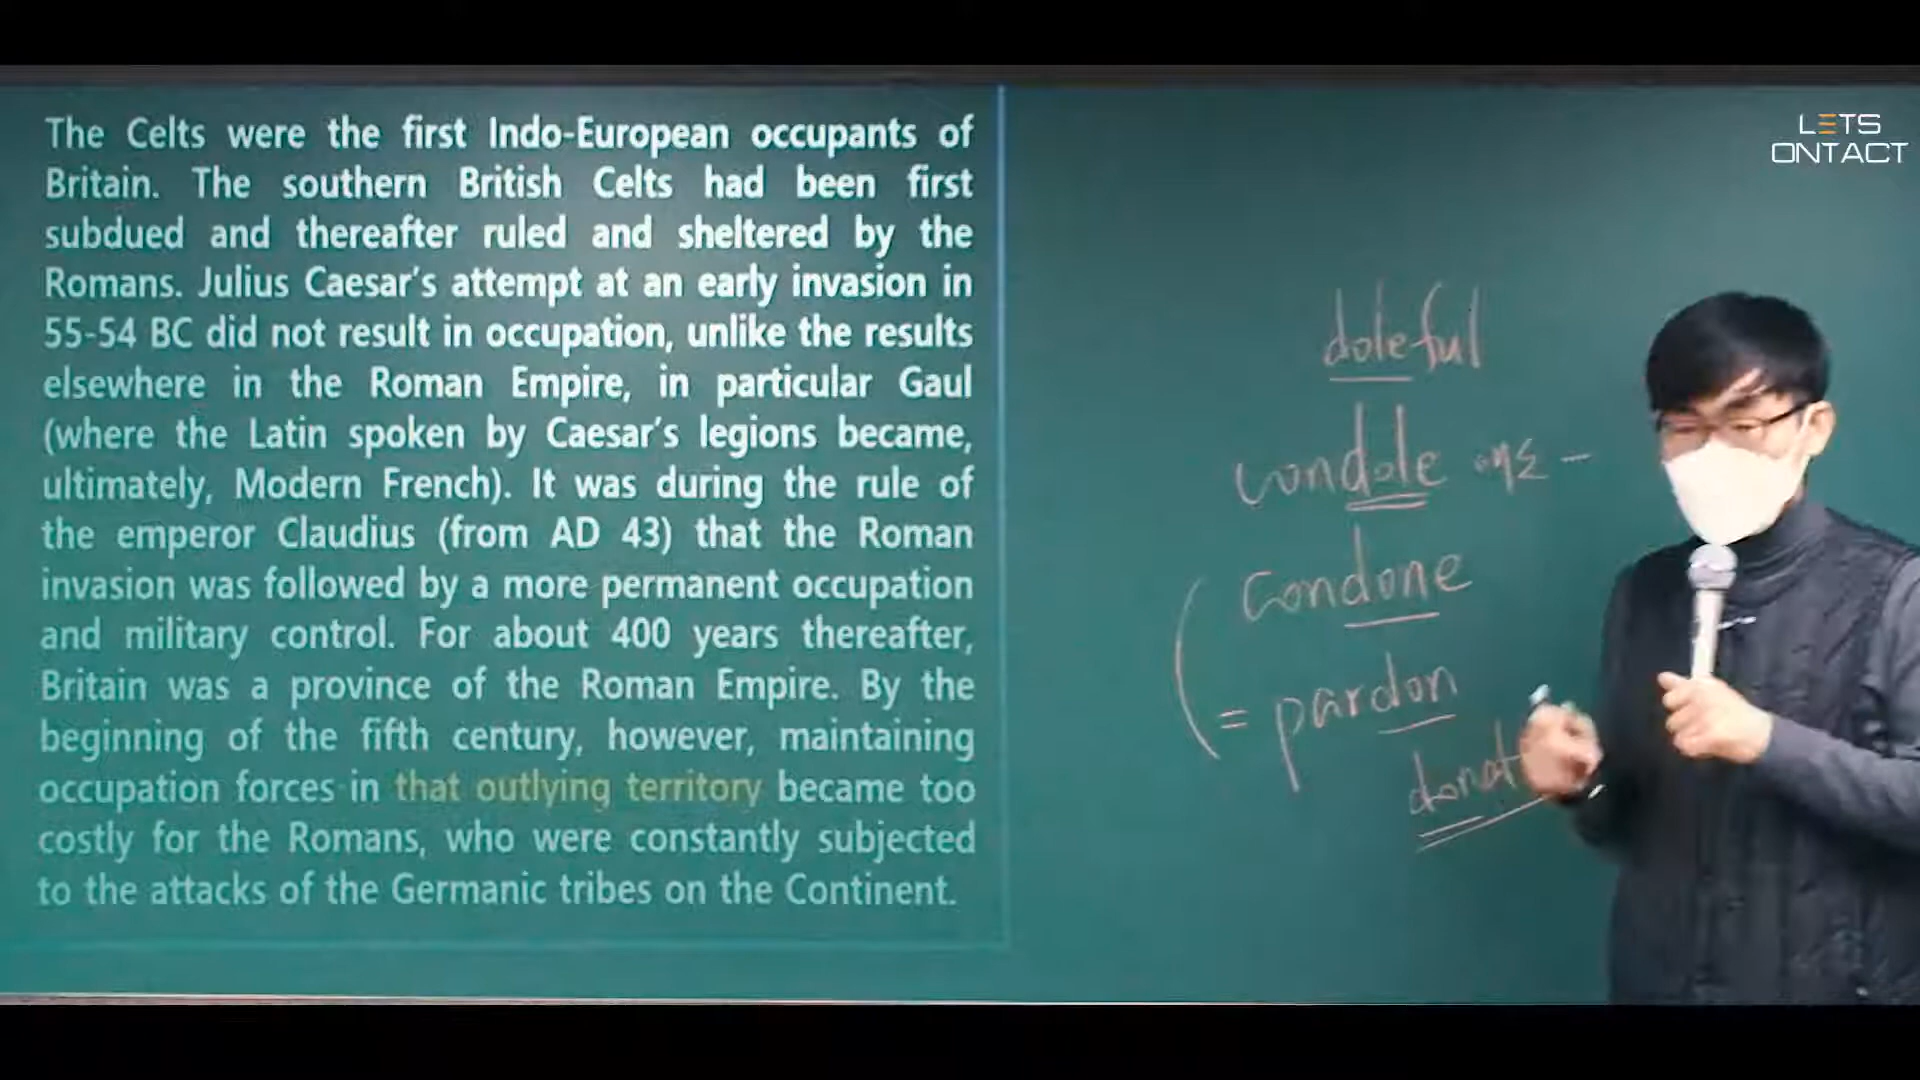 The Celts were the first Indo-European occupants of
Britain. The southern British Celts had been first
subdued and thereafter ruled and sheltered by the
Romans. Julius Caesar's attempt at an early invasion in
55-54 BC did not result in occupation, unlike the results
elsewhere in the Roman Empire, in particular Gaul
(where the Latin spoken by Caesar's legions became,
ultimately, Modern French). It was during the rule of
the emperor Claudius (from AD 43) that the Roman
invasion was followed by a more permanent occupation
and military control. For about 400 years thereafter,
Britain was a province of the Roman Empire. By the
beginning of the fifth century, however, maintaining
occupation forces in that outlying territory became too
costly for the Romans, who were constantly subjected
to the attacks of the Germanic tribes on the Continent.
LETS
ONTACT
doleful
condole
condone
= pardon